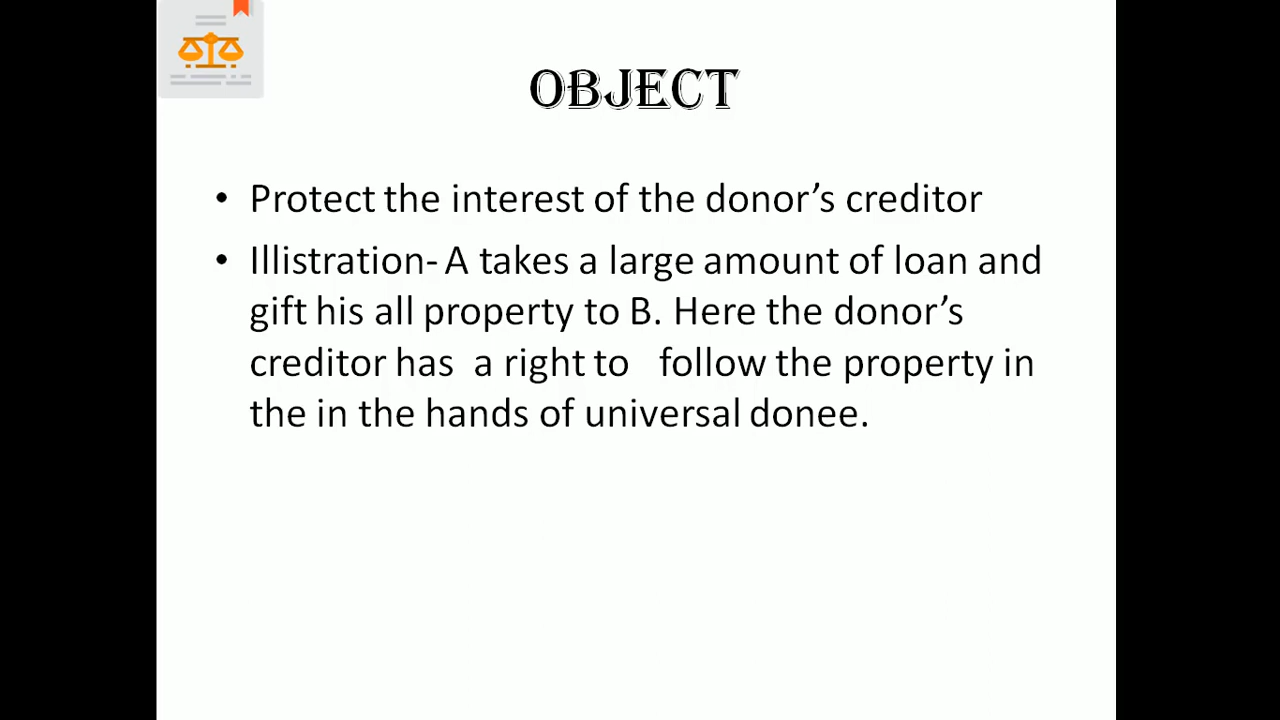 OBJECT
• Protect the interest of the donor’s creditor
• Illistration- A takes a large amount of loan and
gift his all property to B. Here the donor’s
creditor has a right to follow the property in
the in the hands of universal donee.